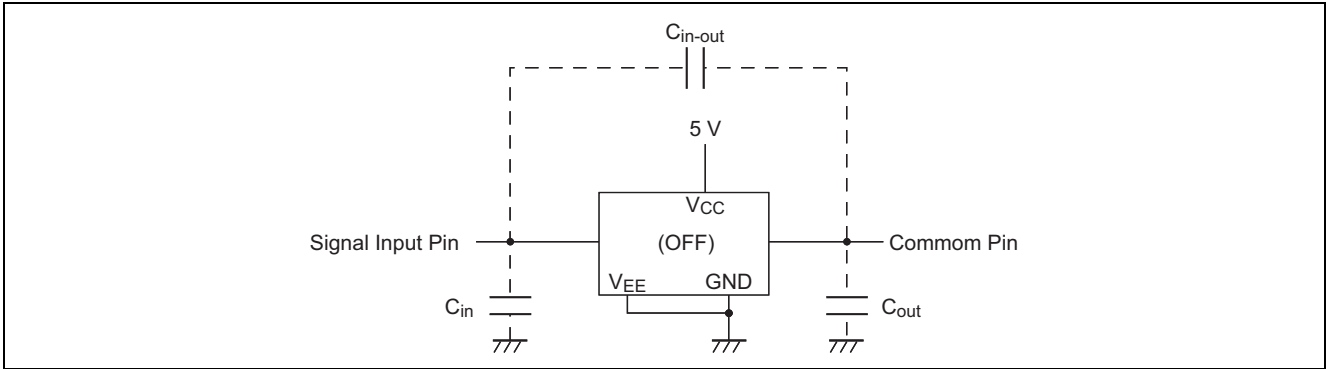 Cin-out
5 V
VCC
Signal Input Pin
(OFF)
Commom Pin
VEE
GND
Cin
Cout